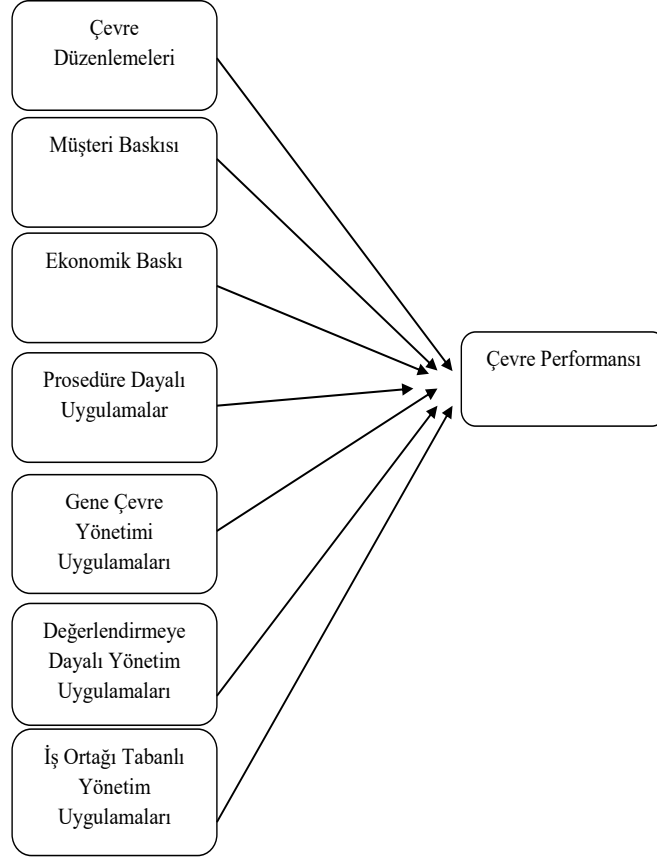 Çevre
Düzenlemeleri
Müşteri Baskısı
Ekonomik Baskı
Prosedüre Dayalı
Uygulamalar
Gene Çevre
Yönetimi
Uygulamaları
Değerlendirmeye
Dayalı Yönetim
Uygulamaları
İş Ortağı Tabanlı
Yönetim
Uygulamaları
Çevre Performansı